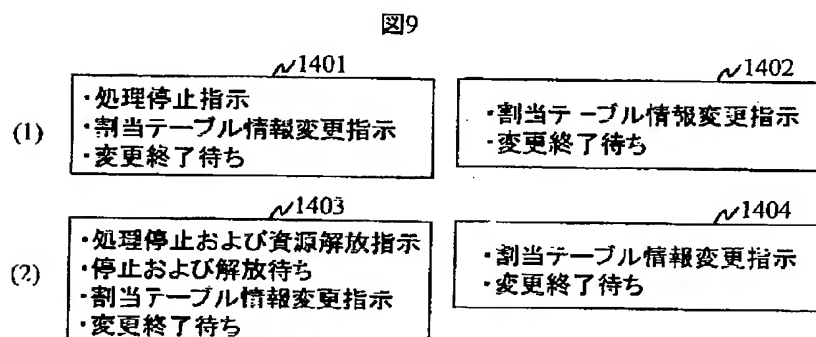 図9
1401
・処理停止指示
・割当テーブル情報変更指示
・変更終了待ち
1402
・割当テーブル情報変更指示
・変更終了待ち
(1)
1403
・処理停止および資源解放指示
・停止および解放待ち
・割当テーブル情報変更指示
・変更終了待ち
1404
・割当テーブル情報変更指示
・変更終了待ち
(2)